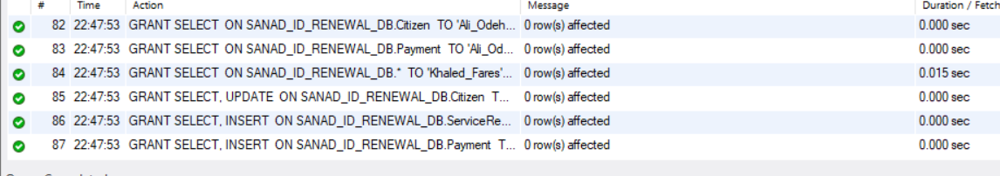 # Time Action Message Duration / Fetch
82 22:47:53 GRANT SELECT ON SANAD_ID_RENEWAL_DB.Citizen TO 'Ali_Odeh... 0 row(s) affected 0.000 sec
83 22:47:53 GRANT SELECT ON SANAD_ID_RENEWAL_DB.Payment TO 'Ali_Od... 0 row(s) affected 0.000 sec
84 22:47:53 GRANT SELECT ON SANAD_ID_RENEWAL_DB.* TO 'Khaled_Fares'... 0 row(s) affected 0.015 sec
85 22:47:53 GRANT SELECT, UPDATE ON SANAD_ID_RENEWAL_DB.Citizen T... 0 row(s) affected 0.000 sec
86 22:47:53 GRANT SELECT, INSERT ON SANAD_ID_RENEWAL_DB.ServiceRe... 0 row(s) affected 0.000 sec
87 22:47:53 GRANT SELECT, INSERT ON SANAD_ID_RENEWAL_DB.Payment T... 0 row(s) affected 0.000 sec